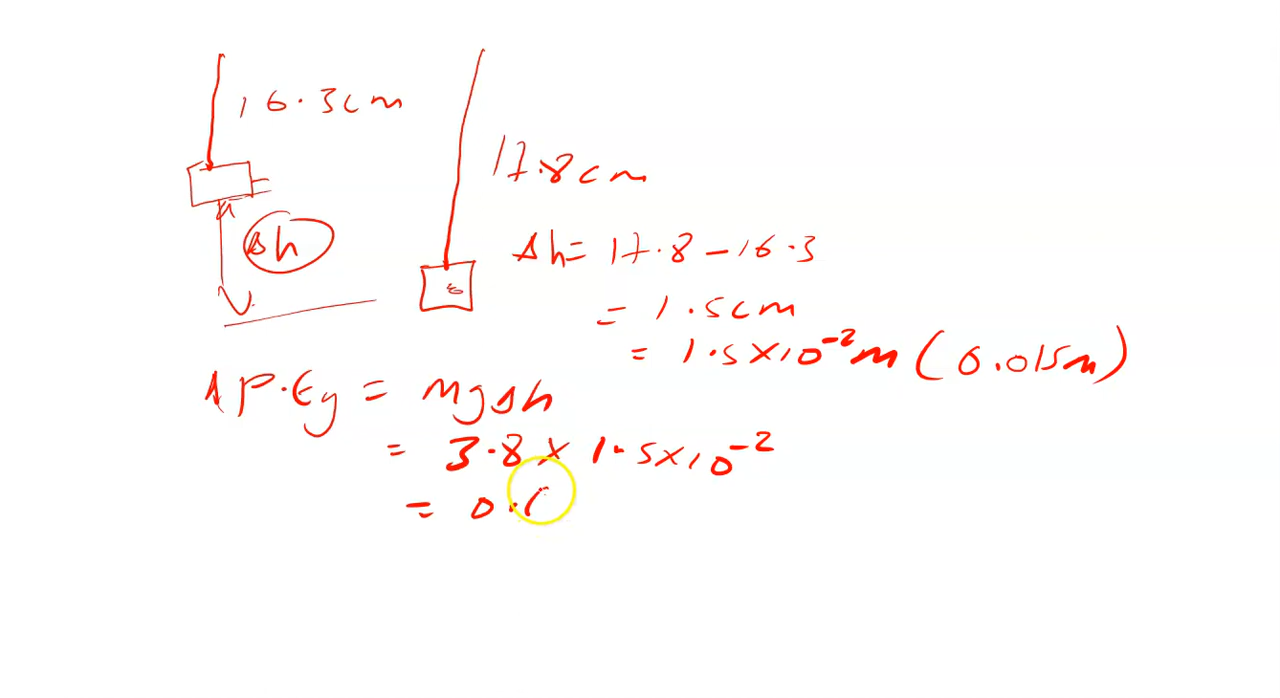 16.3cm
17.8cm
Δh
Δh= 17.8 - 16.3
= 1.5cm
= 1.5×10⁻²m (0.015m)
ΔP.Eg = mgΔh
= 3.8 × 1.5×10⁻²
= 0.